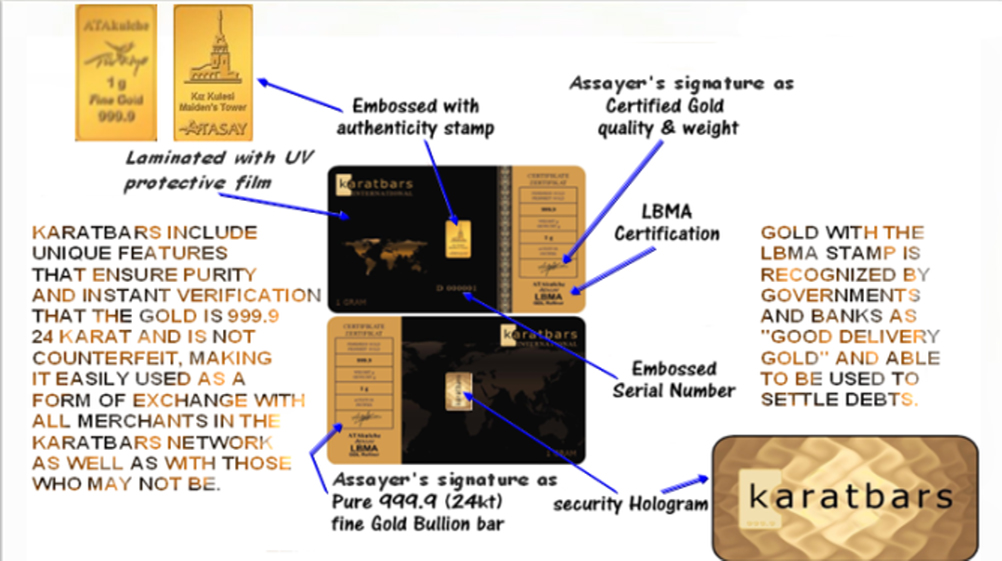 ATAkulche
Türkiye
1 g
Fine Gold
999.9
Kız Kulesi
Maiden's Tower
ATASAY
Embossed with
authenticity stamp
Assayer's signature as
Certified Gold
quality & weight
Laminated with UV
protective film
KARATBARS INCLUDE
UNIQUE FEATURES
THAT ENSURE PURITY
AND INSTANT VERIFICATION
THAT THE GOLD IS 999.9
24 KARAT AND IS NOT
COUNTERFEIT, MAKING
IT EASILY USED AS A
FORM OF EXCHANGE WITH
ALL MERCHANTS IN THE
KARATBARS NETWORK
AS WELL AS WITH THOSE
WHO MAY NOT BE.
karatbars
INTERNATIONAL
D 000001
1 GRAM
CERTIFICATE
CERTIFICAT
999.9
1 g
ATAkulche
LBMA
LBMA
Certification
GOLD WITH THE
LBMA STAMP IS
RECOGNIZED BY
GOVERNMENTS
AND BANKS AS
"GOOD DELIVERY
GOLD" AND ABLE
TO BE USED TO
SETTLE DEBTS.
CERTIFICATE
CERTIFICAT
999.9
1 g
ATAkulche
LBMA
karatbars
INTERNATIONAL
karatbars
1 GRAM
Embossed
Serial Number
Assayer's signature as
Pure 999.9 (24kt)
fine Gold Bullion bar
security Hologram
karatbars
999.9